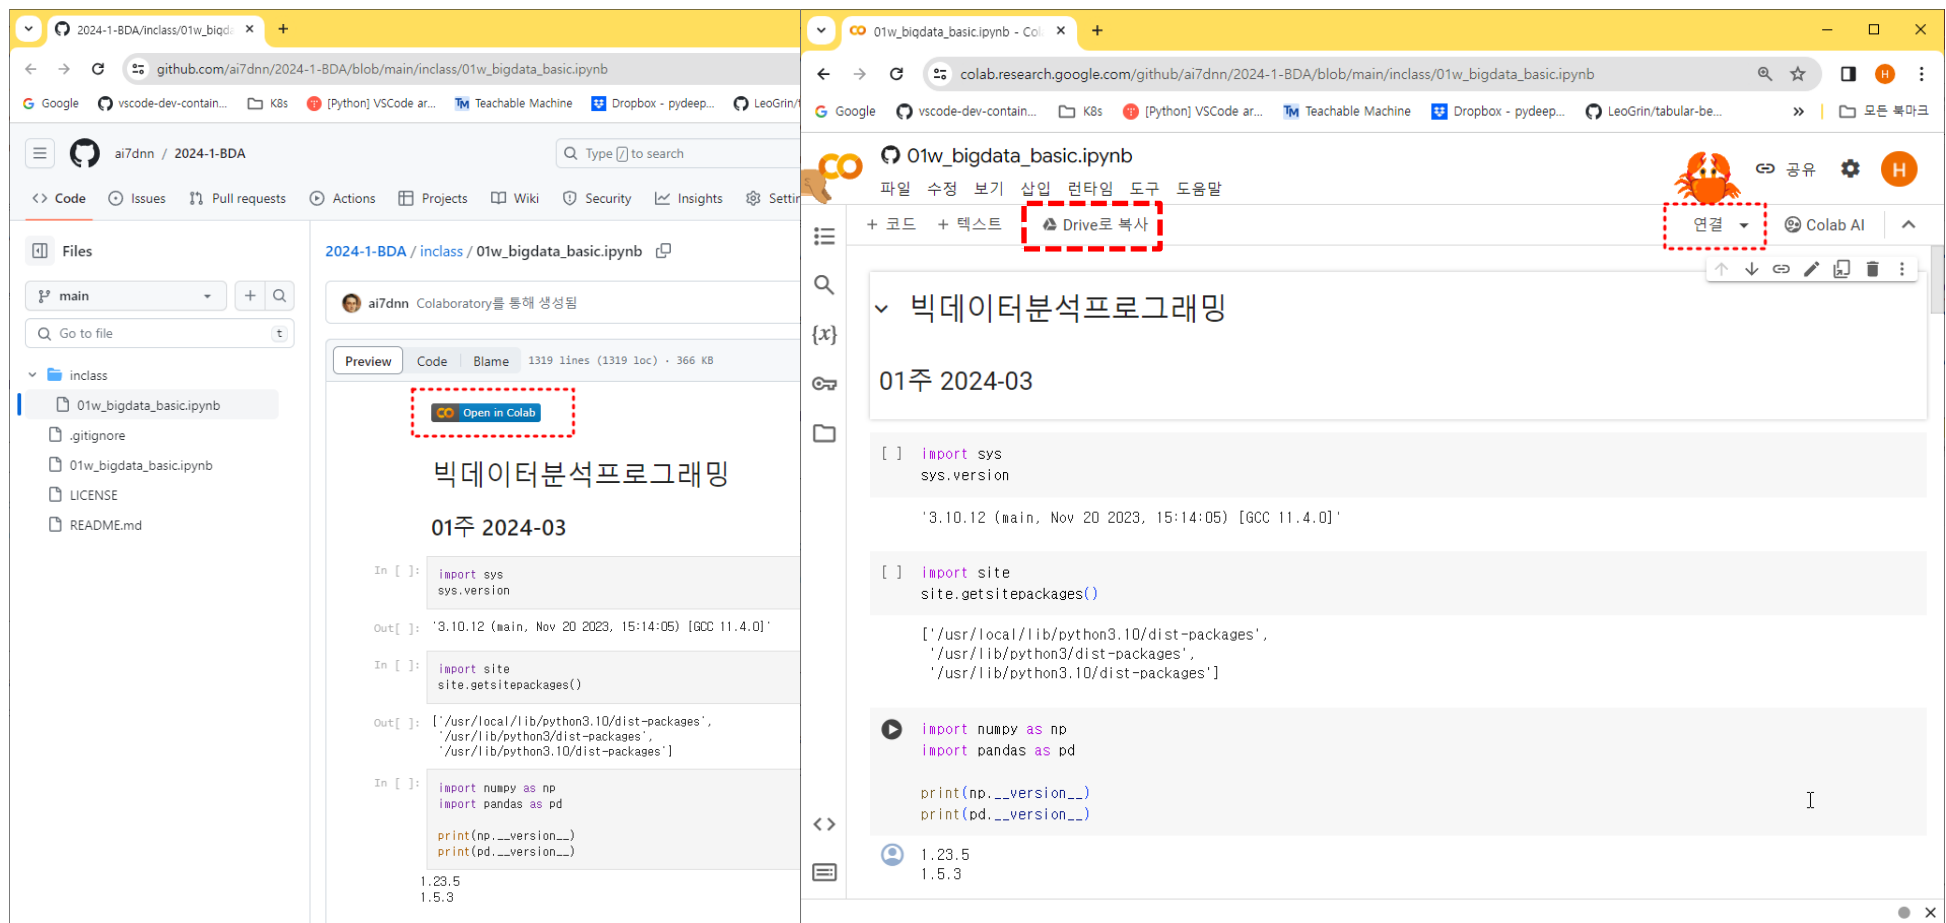 2024-1-BDA/inclass/01w_bigda
github.com/ai7dnn/2024-1-BDA/blob/main/inclass/01w_bigdata_basic.ipynb
Google
vscode-dev-contain...
K8s
[Python] VSCode ar...
Teachable Machine
Dropbox - pydeep...
LeoGrin/t
ai7dnn / 2024-1-BDA
Type / to search
Code
Issues
Pull requests
Actions
Projects
Wiki
Security
Insights
Settin
Files
main
Go to file
t
inclass
01w_bigdata_basic.ipynb
.gitignore
01w_bigdata_basic.ipynb
LICENSE
README.md
2024-1-BDA / inclass / 01w_bigdata_basic.ipynb
ai7dnn Colaboratory를 통해 생성됨
Preview
Code
Blame
1319 lines (1319 loc) · 366 KB
Open in Colab
빅데이터분석프로그래밍
01주 2024-03
In [ ]:
import sys
sys.version
Out[ ]: '3.10.12 (main, Nov 20 2023, 15:14:05) [GCC 11.4.0]'
In [ ]:
import site
site.getsitepackages()
Out[ ]: ['/usr/local/lib/python3.10/dist-packages',
'/usr/lib/python3/dist-packages',
'/usr/lib/python3.10/dist-packages']
In [ ]:
import numpy as np
import pandas as pd
print(np.__version__)
print(pd.__version__)
1.23.5
1.5.3
01w_bigdata_basic.ipynb - Col
colab.research.google.com/github/ai7dnn/2024-1-BDA/blob/main/inclass/01w_bigdata_basic.ipynb
H
Google
vscode-dev-contain...
K8s
[Python] VSCode ar...
Teachable Machine
Dropbox - pydeep...
LeoGrin/tabular-be...
»
모든 북마크
01w_bigdata_basic.ipynb
파일 수정 보기 삽입 런타임 도구 도움말
공유
H
+ 코드
+ 텍스트
Drive로 복사
연결
Colab AI
빅데이터분석프로그래밍
01주 2024-03
{x}
[ ] import sys
sys.version
'3.10.12 (main, Nov 20 2023, 15:14:05) [GCC 11.4.0]'
[ ] import site
site.getsitepackages()
['/usr/local/lib/python3.10/dist-packages',
'/usr/lib/python3/dist-packages',
'/usr/lib/python3.10/dist-packages']
import numpy as np
import pandas as pd
print(np.__version__)
print(pd.__version__)
1.23.5
1.5.3